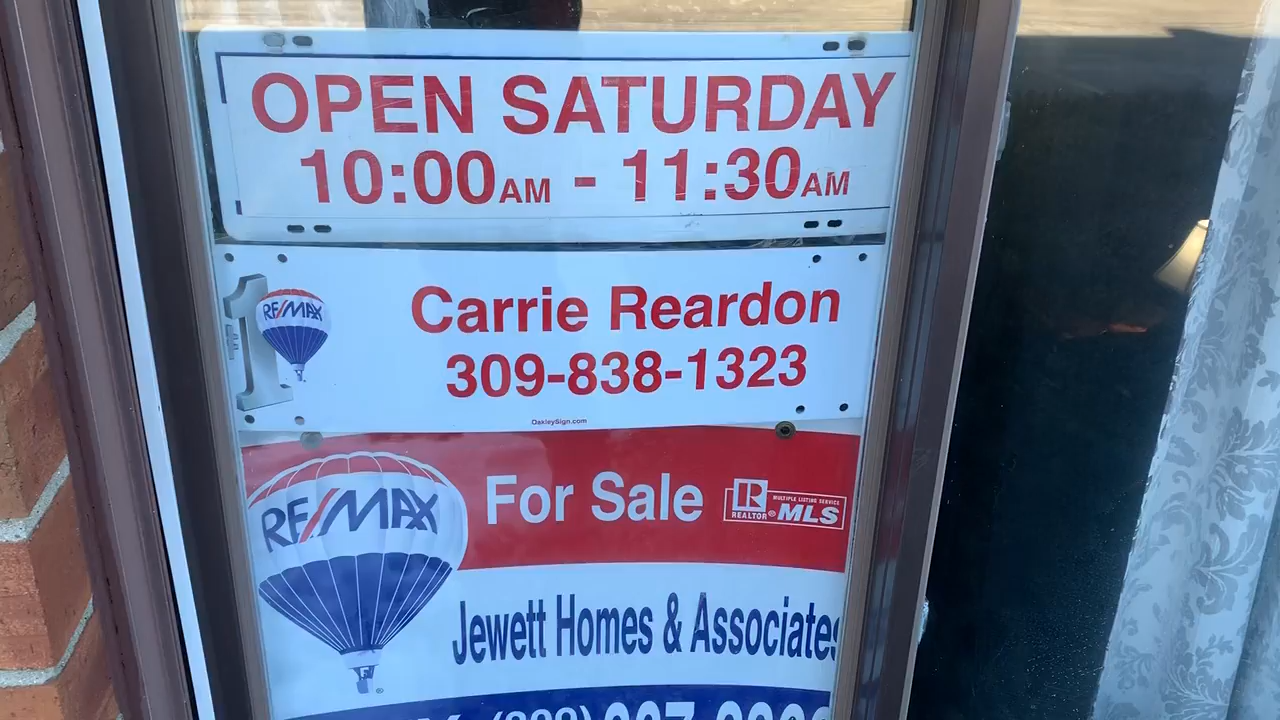 OPEN SATURDAY
10:00AM - 11:30AM
RE/MAX
Carrie Reardon
309-838-1323
OakleySign.com
RE/MAX
For Sale
R
REALTOR®
MULTIPLE LISTING SERVICE
MLS
Jewett Homes & Associates